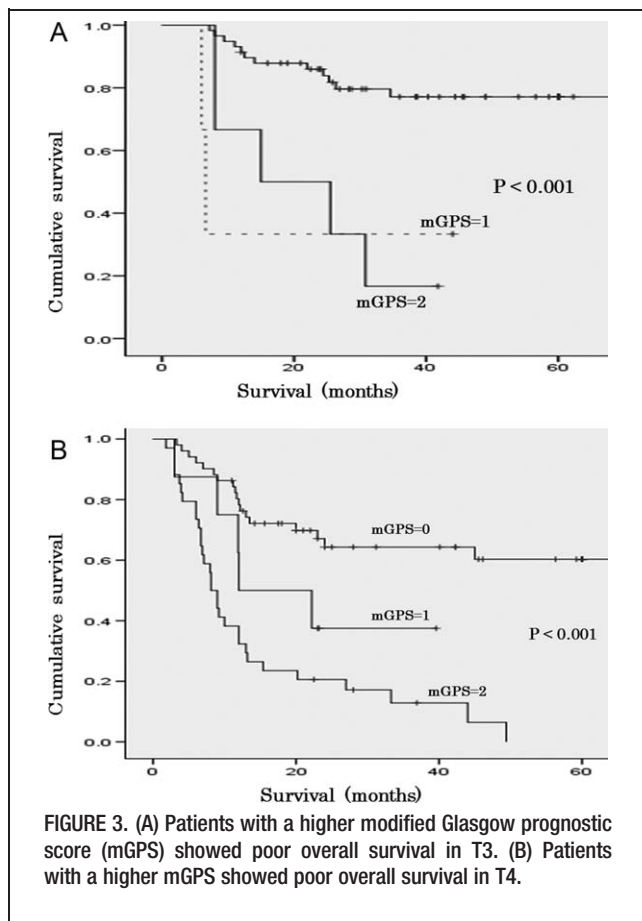 A
1.0
0.8
0.6
0.4
0.2
0.0
Cumulative survival
P < 0.001
mGPS=1
mGPS=2
0 20 40 60
Survival (months)
B
1.0
0.8
0.6
0.4
0.2
0.0
Cumulative survival
mGPS=0
mGPS=1
P < 0.001
mGPS=2
0 20 40 60
Survival (months)
FIGURE 3. (A) Patients with a higher modified Glasgow prognostic
score (mGPS) showed poor overall survival in T3. (B) Patients
with a higher mGPS showed poor overall survival in T4.